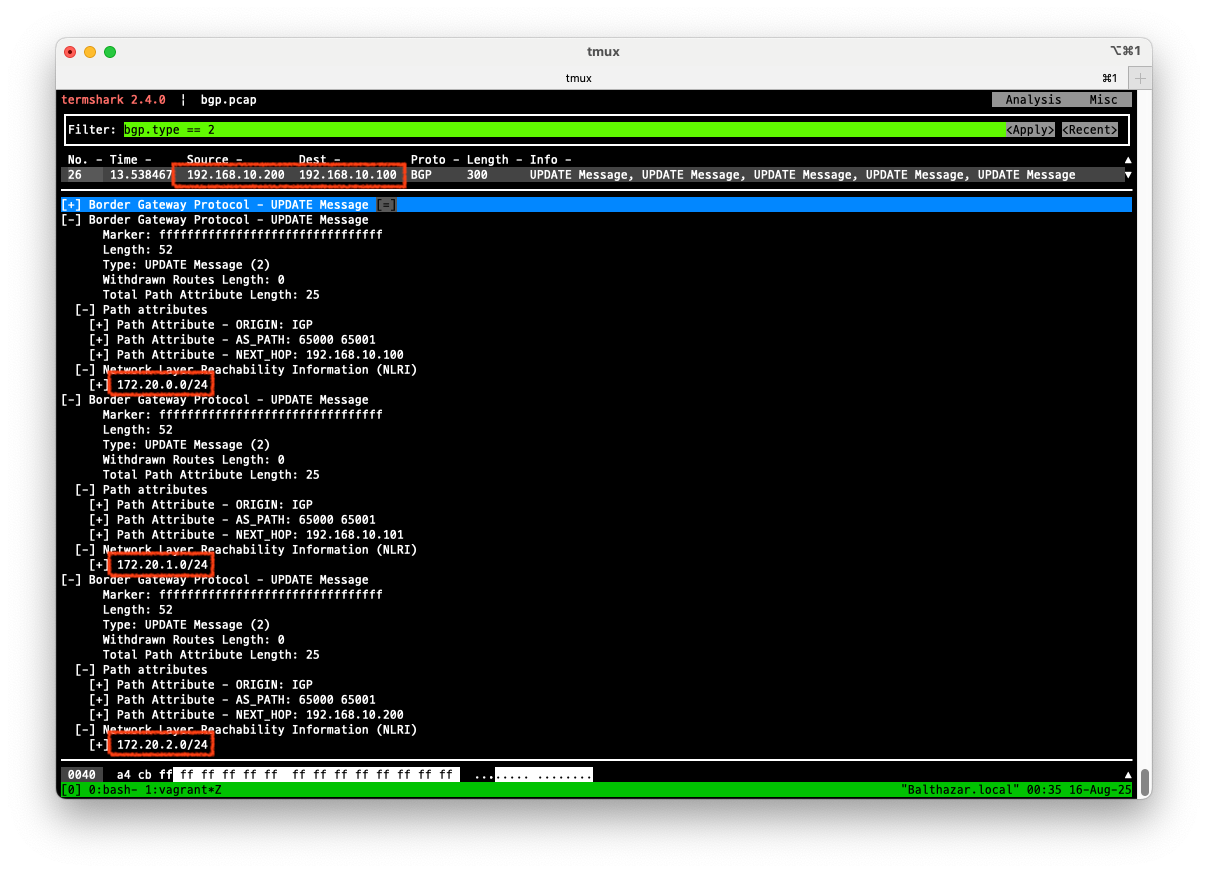 tmux ⌥⌘1
tmux ⌘1 +
termshark 2.4.0 | bgp.pcap Analysis Misc
Filter: bgp.type == 2 <Apply> <Recent>
No. - Time - Source - Dest - Proto - Length - Info - ▲
26 13.538467 192.168.10.200 192.168.10.100 BGP 300 UPDATE Message, UPDATE Message, UPDATE Message, UPDATE Message, UPDATE Message ▼
[+] Border Gateway Protocol - UPDATE Message [=]
[-] Border Gateway Protocol - UPDATE Message
Marker: ffffffffffffffffffffffffffffffff
Length: 52
Type: UPDATE Message (2)
Withdrawn Routes Length: 0
Total Path Attribute Length: 25
[-] Path attributes
[+] Path Attribute - ORIGIN: IGP
[+] Path Attribute - AS_PATH: 65000 65001
[+] Path Attribute - NEXT_HOP: 192.168.10.100
[-] Network Layer Reachability Information (NLRI)
[+] 172.20.0.0/24
[-] Border Gateway Protocol - UPDATE Message
Marker: ffffffffffffffffffffffffffffffff
Length: 52
Type: UPDATE Message (2)
Withdrawn Routes Length: 0
Total Path Attribute Length: 25
[-] Path attributes
[+] Path Attribute - ORIGIN: IGP
[+] Path Attribute - AS_PATH: 65000 65001
[+] Path Attribute - NEXT_HOP: 192.168.10.101
[-] Network Layer Reachability Information (NLRI)
[+] 172.20.1.0/24
[-] Border Gateway Protocol - UPDATE Message
Marker: ffffffffffffffffffffffffffffffff
Length: 52
Type: UPDATE Message (2)
Withdrawn Routes Length: 0
Total Path Attribute Length: 25
[-] Path attributes
[+] Path Attribute - ORIGIN: IGP
[+] Path Attribute - AS_PATH: 65000 65001
[+] Path Attribute - NEXT_HOP: 192.168.10.200
[-] Network Layer Reachability Information (NLRI)
[+] 172.20.2.0/24
0040 a4 cb ff ff ff ff ff ff ff ff ff ff ff ff ff ff ........ ........ ▲
[0] 0:bash- 1:vagrant*Z "Balthazar.local" 00:35 16-Aug-25